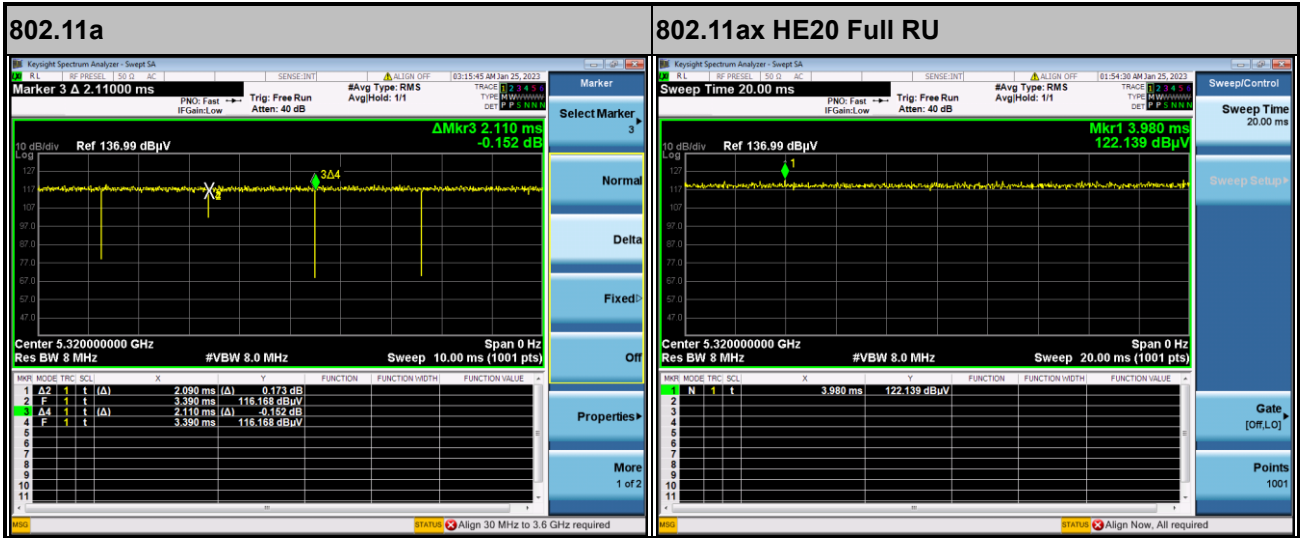 802.11a
802.11ax HE20 Full RU
Keysight Spectrum Analyzer - Swept SA
RL RF PRESEL 50 Ω AC SENSE:INT ALIGN OFF 03:15:45 AM Jan 25, 2023
Marker 3 Δ 2.11000 ms
PNO: Fast Trig: Free Run #Avg Type: RMS TRACE 1 2 3 4 5 6
IFGain:Low Atten: 40 dB Avg|Hold: 1/1 TYPE MWWWWW
DET P P S N N N
ΔMkr3 2.110 ms
-0.152 dB
10 dB/div Ref 136.99 dBµV
Log
127
117
107
97.0
87.0
77.0
67.0
57.0
47.0
3Δ4
Center 5.320000000 GHz Span 0 Hz
Res BW 8 MHz #VBW 8.0 MHz Sweep 10.00 ms (1001 pts)
MKR MODE TRC SCL X Y FUNCTION FUNCTION WIDTH FUNCTION VALUE
1 Δ2 1 t (Δ) 2.090 ms (Δ) 0.173 dB
2 F 1 t 3.390 ms 116.168 dBµV
3 Δ4 1 t (Δ) 2.110 ms (Δ) -0.152 dB
4 F 1 t 3.390 ms 116.168 dBµV
5
6
7
8
9
10
11
MSG STATUS Align 30 MHz to 3.6 GHz required
Marker
Select Marker
3
Normal
Delta
Fixed
Off
Properties
More
1 of 2
Keysight Spectrum Analyzer - Swept SA
RL RF PRESEL 50 Ω AC SENSE:INT ALIGN OFF 01:54:30 AM Jan 25, 2023
Sweep Time 20.00 ms
PNO: Fast Trig: Free Run #Avg Type: RMS TRACE 1 2 3 4 5 6
IFGain:Low Atten: 40 dB Avg|Hold: 1/1 TYPE MWWWWW
DET P P S N N N
Mkr1 3.980 ms
122.139 dBµV
10 dB/div Ref 136.99 dBµV
Log
127
117
107
97.0
87.0
77.0
67.0
57.0
47.0
1
Center 5.320000000 GHz Span 0 Hz
Res BW 8 MHz #VBW 8.0 MHz Sweep 20.00 ms (1001 pts)
MKR MODE TRC SCL X Y FUNCTION FUNCTION WIDTH FUNCTION VALUE
1 N 1 t 3.980 ms 122.139 dBµV
2
3
4
5
6
7
8
9
10
11
MSG STATUS Align Now, All required
Sweep/Control
Sweep Time
20.00 ms
Sweep Setup
Gate
[Off,LO]
Points
1001